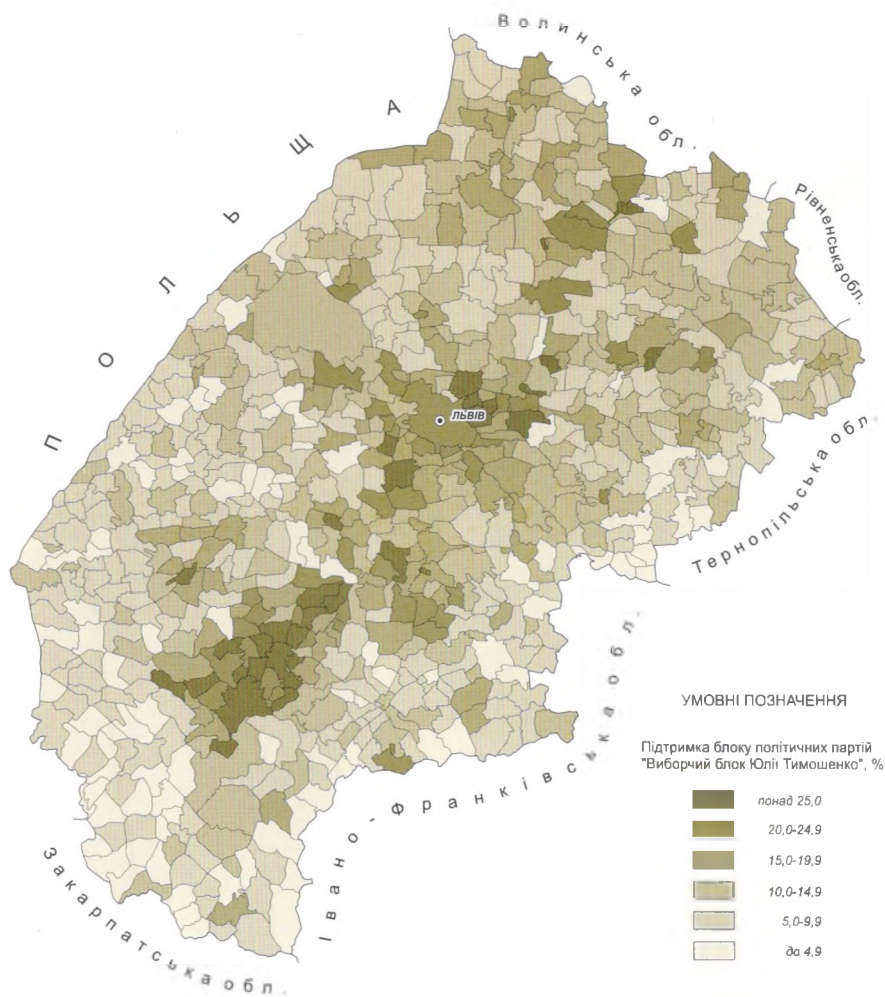 Волинська обл.
ПОЛЬЩА
Рівненська обл.
ЛЬВІВ
Тернопільська обл.
УМОВНІ ПОЗНАЧЕННЯ
Підтримка блоку політичних партій
"Виборчий блок Юлії Тимошенко", %
понад 25,0
20,0-24,9
15,0-19,9
10,0-14,9
5,0-9,9
до 4,9
Івано-Франківська обл.
Закарпатська обл.